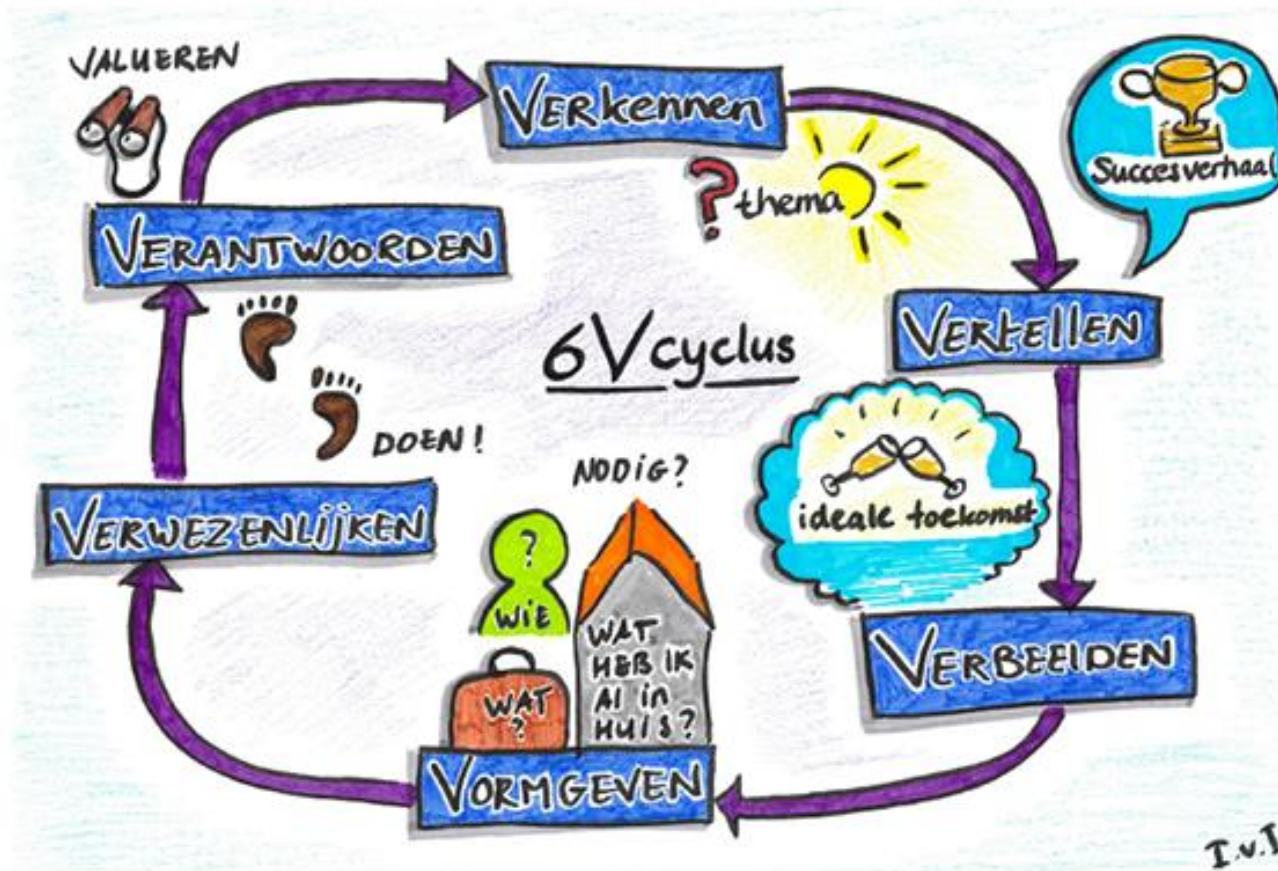 VALUEREN
VERKENNEN
? thema
Succesverhaal
VERANTWOORDEN
VERTELLEN
6V cyclus
DOEN!
NODIG?
ideale toekomst
VERWEZENLIJKEN
?
WIE
WAT
HEB IK
AL in
HUIS?
WAT
?
VERBEELDEN
VORMGEVEN
I.v.I